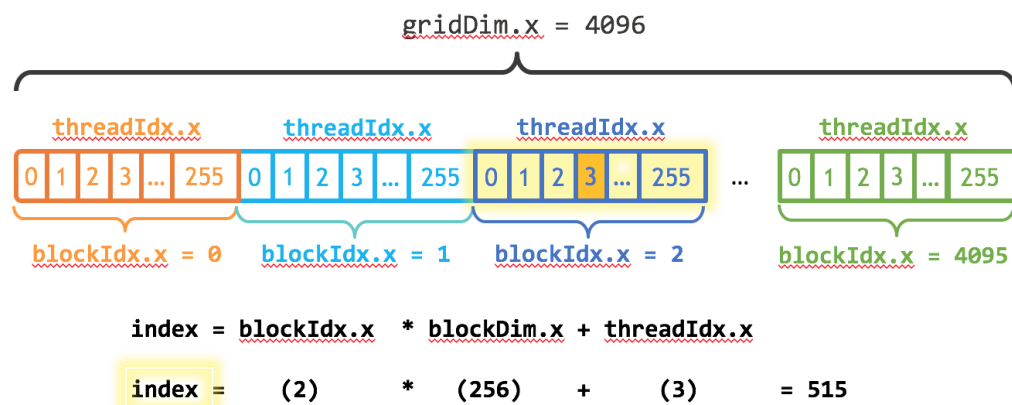 gridDim.x = 4096
threadIdx.x threadIdx.x threadIdx.x threadIdx.x
0 1 2 3 ... 255 0 1 2 3 ... 255 0 1 2 3 ... 255 ... 0 1 2 3 ... 255
blockIdx.x = 0 blockIdx.x = 1 blockIdx.x = 2 blockIdx.x = 4095
index = blockIdx.x * blockDim.x + threadIdx.x
index = (2) * (256) + (3) = 515